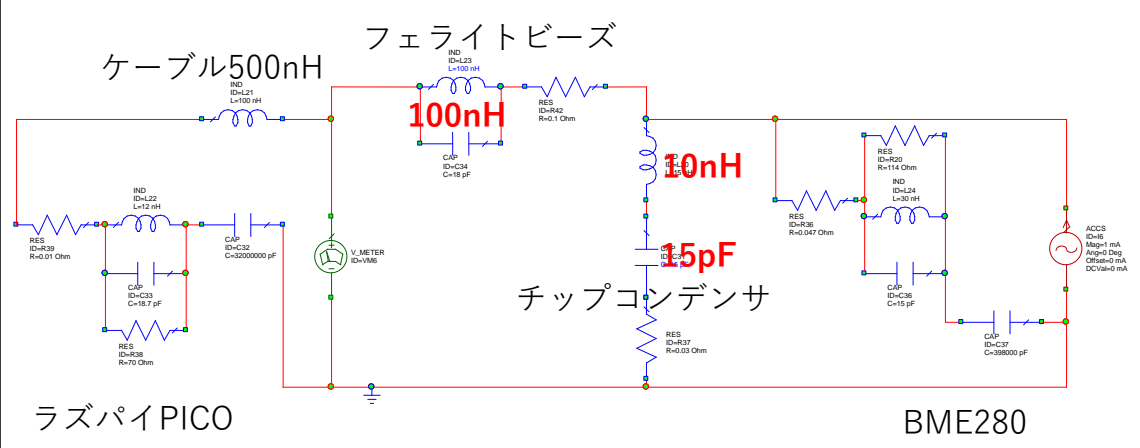 フェライトビーズ
IND
ID=L23
L=100 nH
ケーブル500nH
IND
ID=L21
L=100 nH
100nH
CAP
ID=C34
C=18 pF
RES
ID=R42
R=0.1 Ohm
10nH
15pF
チップコンデンサ
RES
ID=R37
R=0.03 Ohm
RES
ID=R39
R=0.01 Ohm
IND
ID=L22
L=12 nH
CAP
ID=C33
C=18.7 pF
RES
ID=R38
R=70 Ohm
CAP
ID=C32
C=32000000 pF
V_METER
ID=VM6
RES
ID=R20
R=114 Ohm
IND
ID=L24
L=30 nH
RES
ID=R36
R=0.047 Ohm
CAP
ID=C36
C=15 pF
CAP
ID=C37
C=398000 pF
ACCS
ID=I6
Mag=1 mA
Ang=0 Deg
Offset=0 mA
DCVal=0 mA
ラズパイPICO
BME280